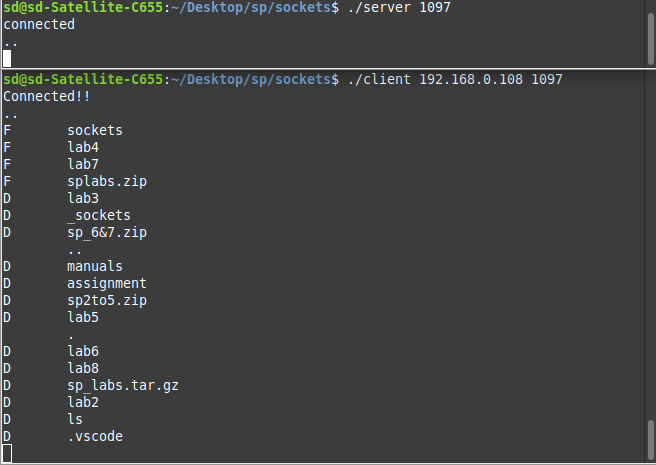 sd@sd-Satellite-C655:~/Desktop/sp/sockets$ ./server 1097
connected
..
sd@sd-Satellite-C655:~/Desktop/sp/sockets$ ./client 192.168.0.108 1097
Connected!!
..
F sockets
F lab4
F lab7
F splabs.zip
D lab3
D _sockets
D sp_6&7.zip
..
D manuals
D assignment
D sp2to5.zip
D lab5
.
D lab6
D lab8
D sp_labs.tar.gz
D lab2
D ls
D .vscode